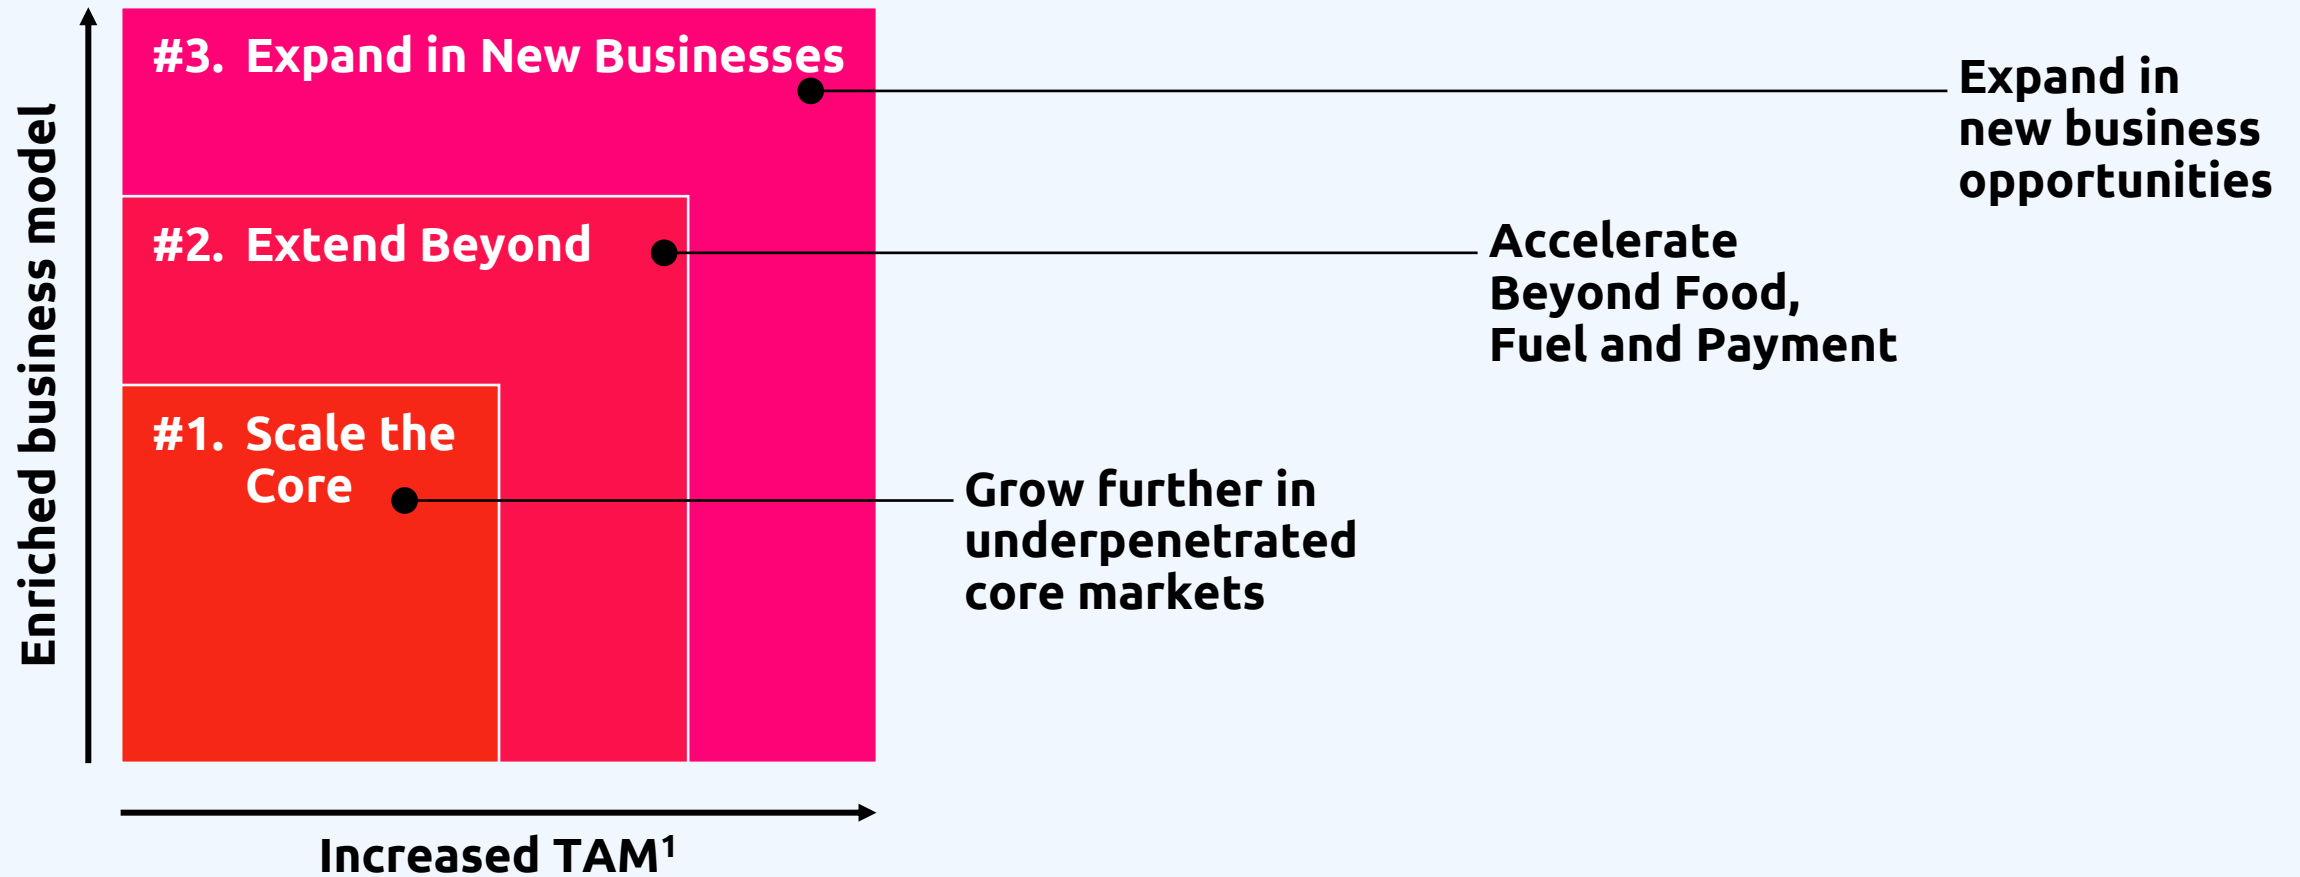 Enriched business model
#3. Expand in New Businesses
Expand in
new business
opportunities
#2. Extend Beyond
Accelerate
Beyond Food,
Fuel and Payment
#1. Scale the
Core
Grow further in
underpenetrated
core markets
Increased TAM¹